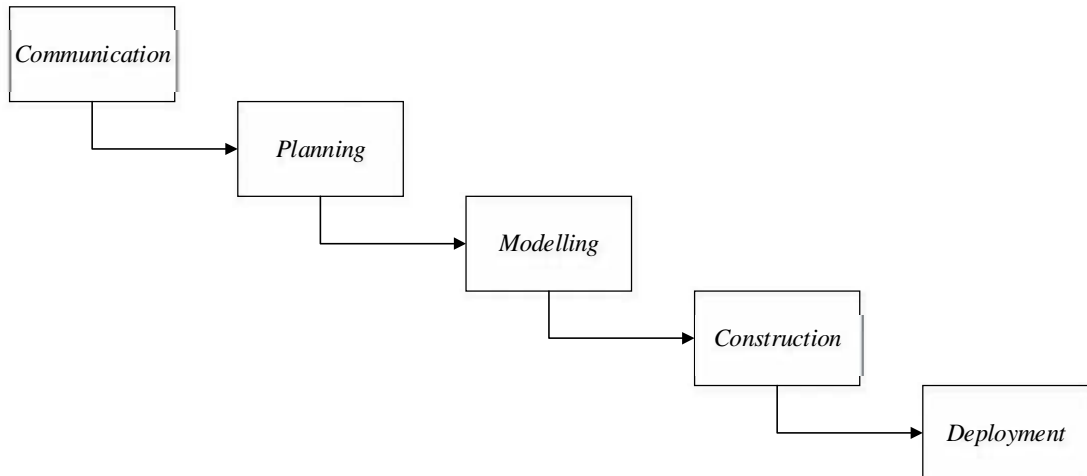 Communication
Planning
Modelling
Construction
Deployment